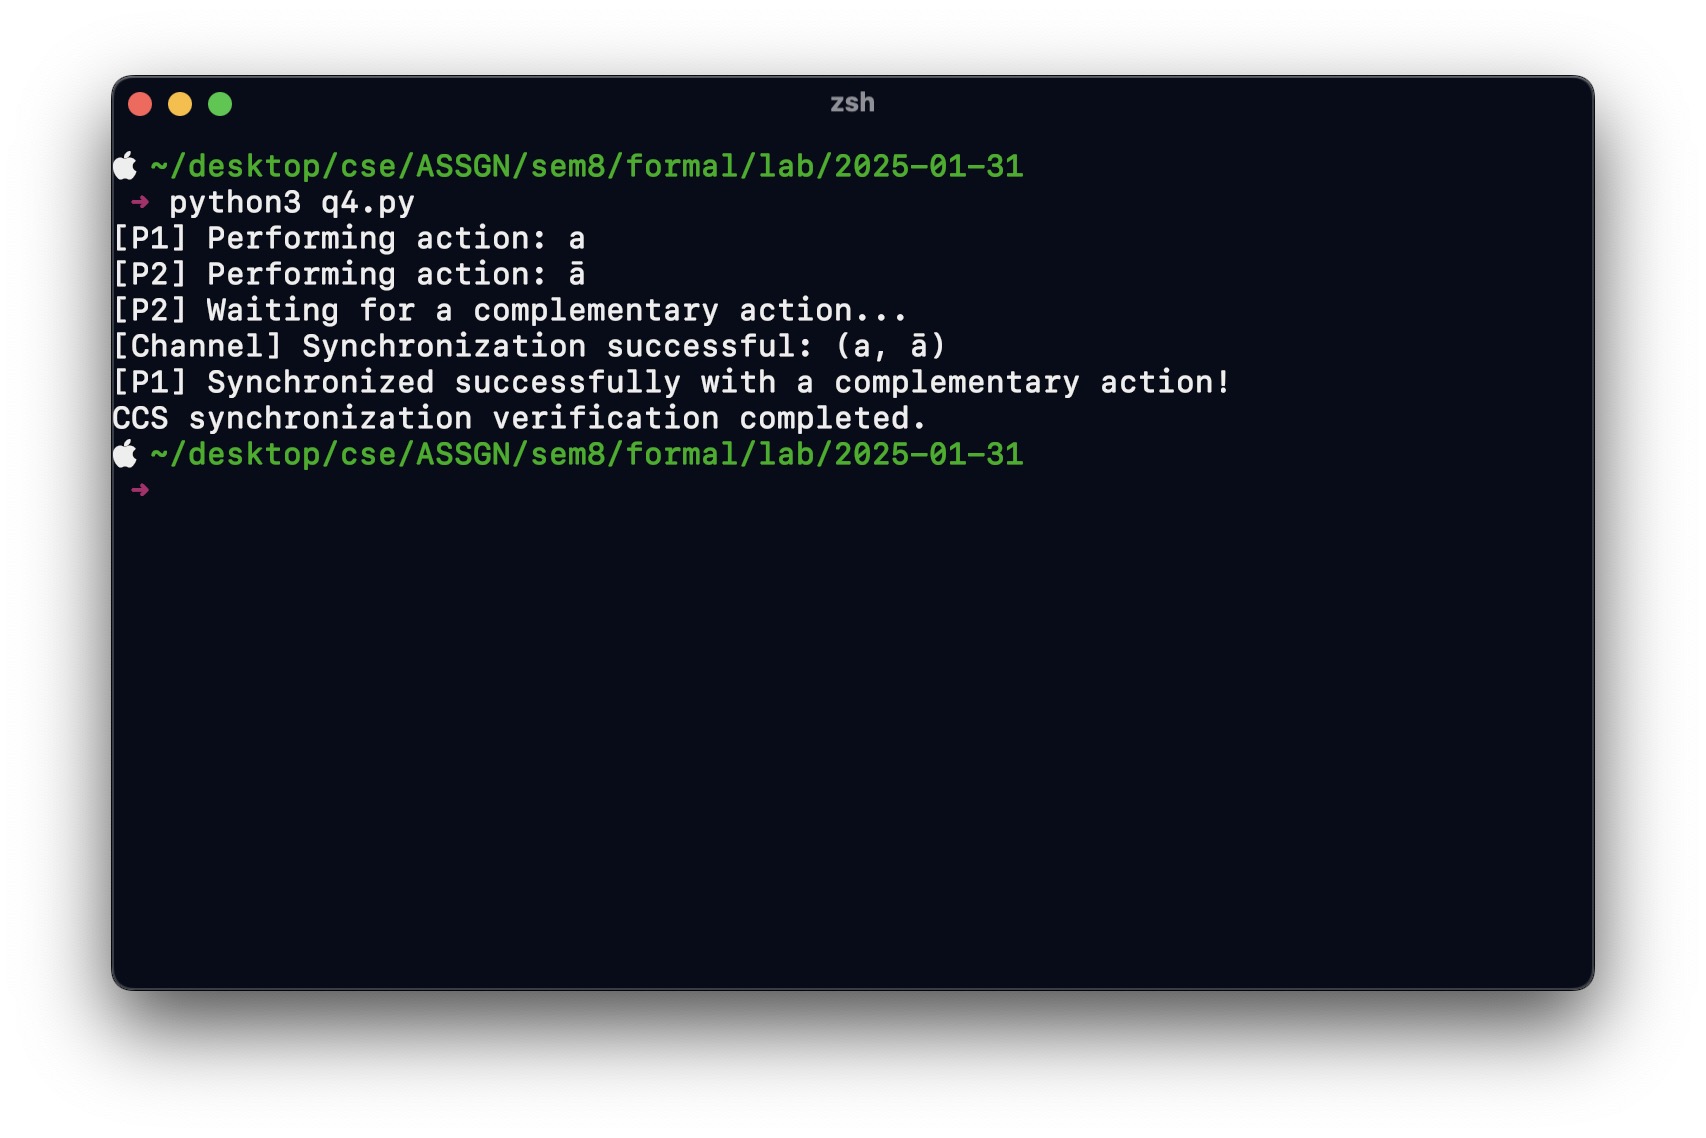 zsh
~/desktop/cse/ASSGN/sem8/formal/lab/2025-01-31
➜ python3 q4.py
[P1] Performing action: a
[P2] Performing action: ā
[P2] Waiting for a complementary action...
[Channel] Synchronization successful: (a, ā)
[P1] Synchronized successfully with a complementary action!
CCS synchronization verification completed.
~/desktop/cse/ASSGN/sem8/formal/lab/2025-01-31
➜